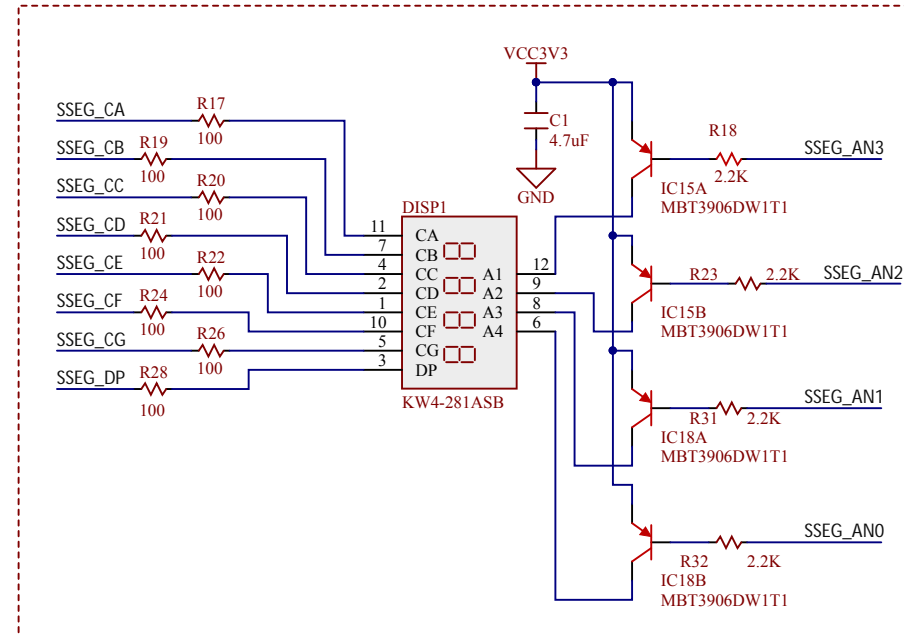 VCC3V3
SSEG_CA
R17
100
C1
4.7uF
GND
R18
2.2K
SSEG_AN3
IC15A
MBT3906DW1T1
SSEG_CB
R19
100
SSEG_CC
R20
100
SSEG_CD
R21
100
SSEG_CE
R22
100
SSEG_CF
R24
100
SSEG_CG
R26
100
SSEG_DP
R28
100
DISP1
11 CA
7 CB
4 CC
2 CD
1 CE
10 CF
5 CG
3 DP
A1 12
A2 9
A3 8
A4 6
KW4-281ASB
R23
2.2K
SSEG_AN2
IC15B
MBT3906DW1T1
SSEG_AN1
R31
2.2K
IC18A
MBT3906DW1T1
SSEG_AN0
R32
2.2K
IC18B
MBT3906DW1T1